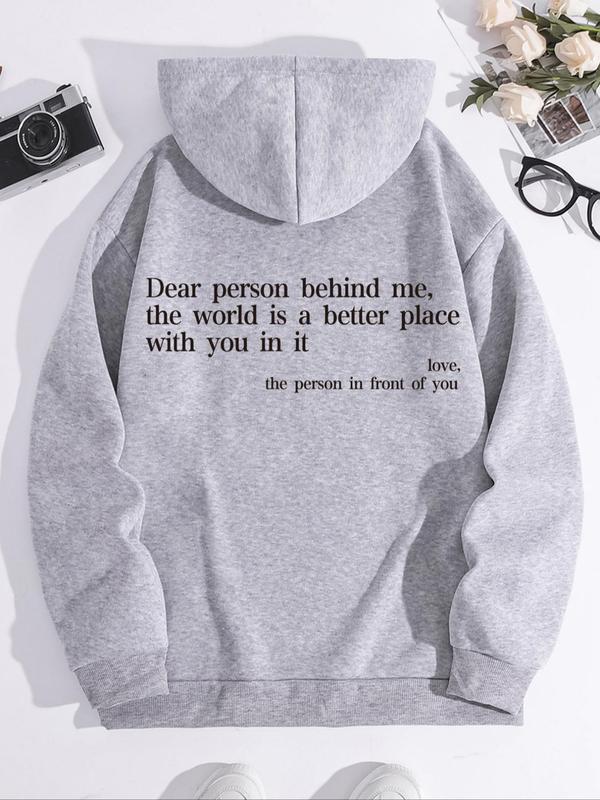 Dear person behind me,
the world is a better place
with you in it
love,
the person in front of you